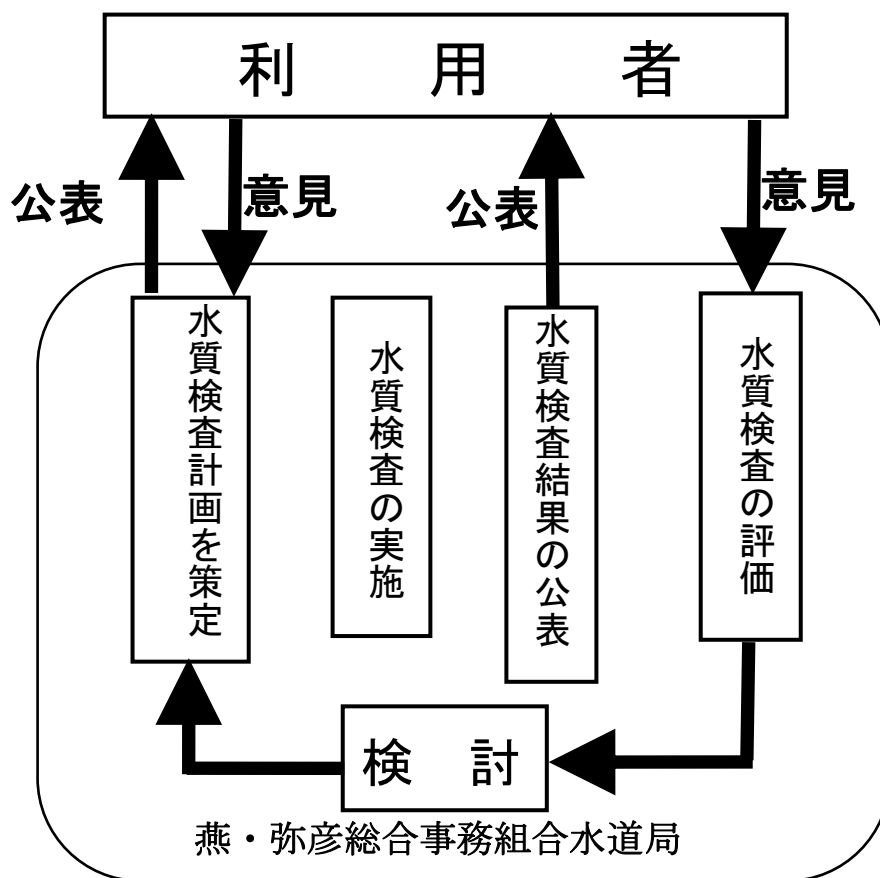 利用者
公表
意見
公表
意見
水質検査計画を策定
水質検査の実施
水質検査結果の公表
水質検査の評価
検討
燕・弥彦総合事務組合水道局